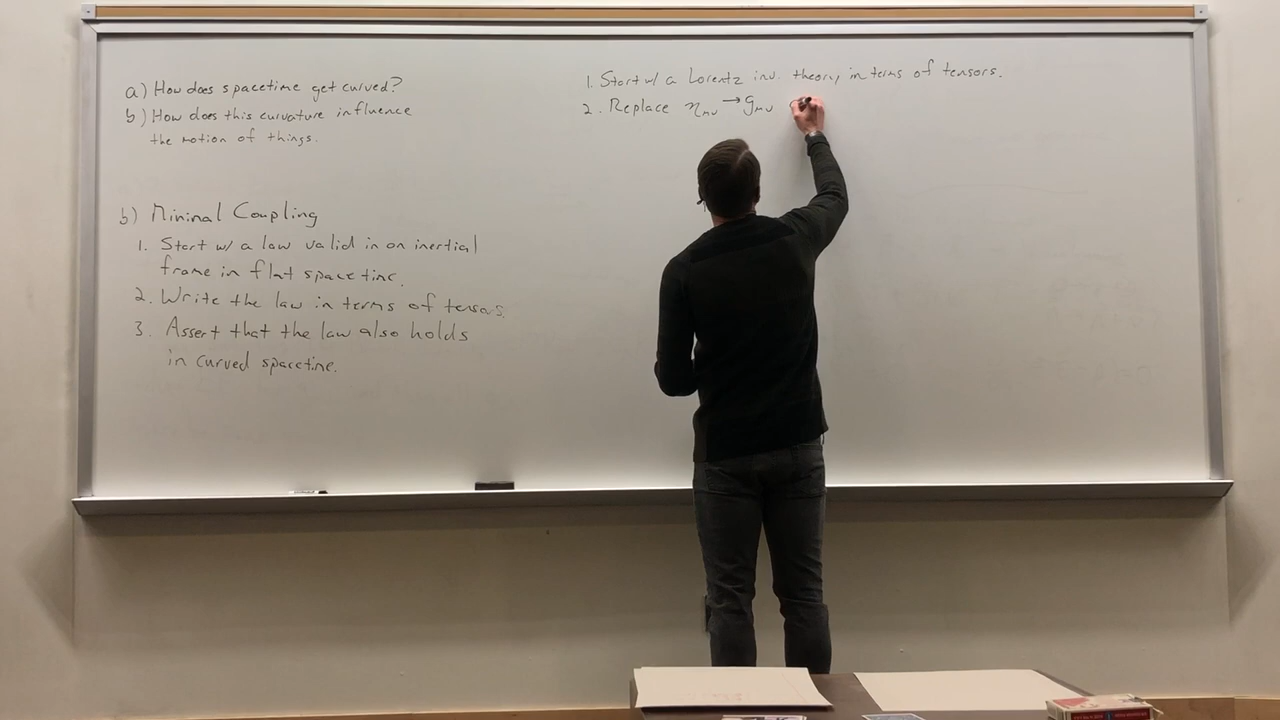 a) How does spacetime get curved?
b) How does this curvature influence
the motion of things.
b) Minimal Coupling
1. Start w/ a law valid in an inertial
frame in flat spacetime.
2. Write the law in terms of tensors.
3. Assert that the law also holds
in curved spacetime.
1. Start w/ a Lorentz inv. theory in terms of tensors.
2. Replace ημν → gμν